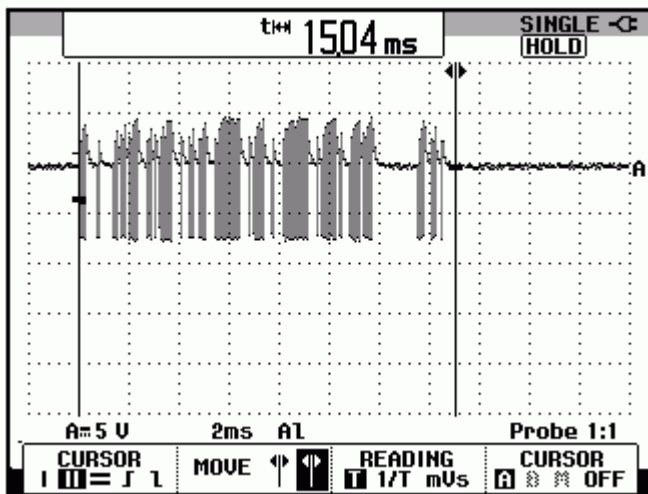 t 15.04 ms SINGLE
HOLD
A
A 5 V 2ms A1 Probe 1:1
CURSOR MOVE READING CURSOR
T 1/T mVs A B M OFF